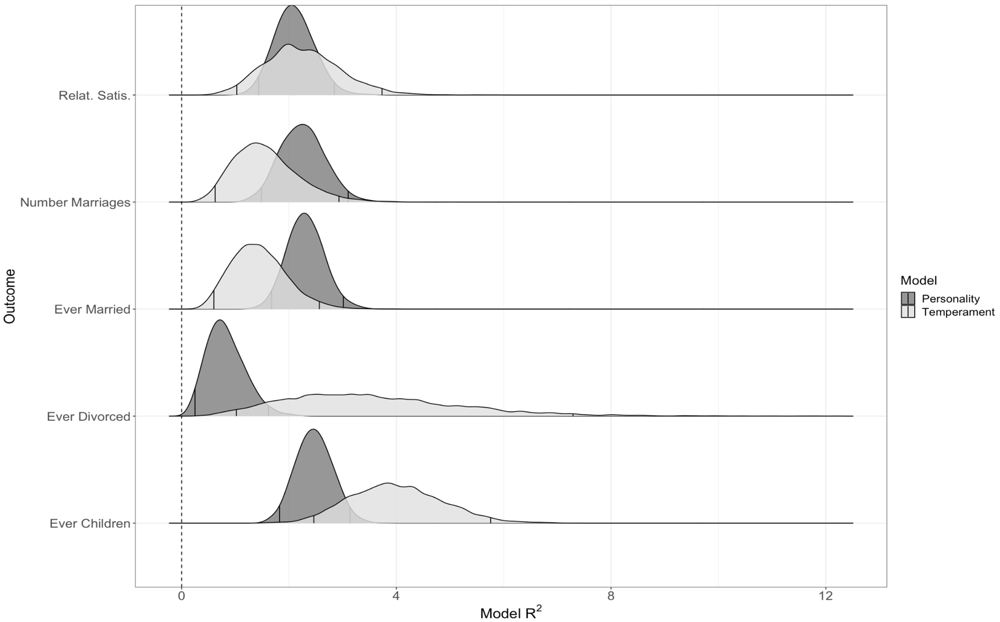 Relat. Satis.
Number Marriages
Ever Married
Ever Divorced
Ever Children
Outcome
0
4
8
12
Model R²
Model
Personality
Temperament